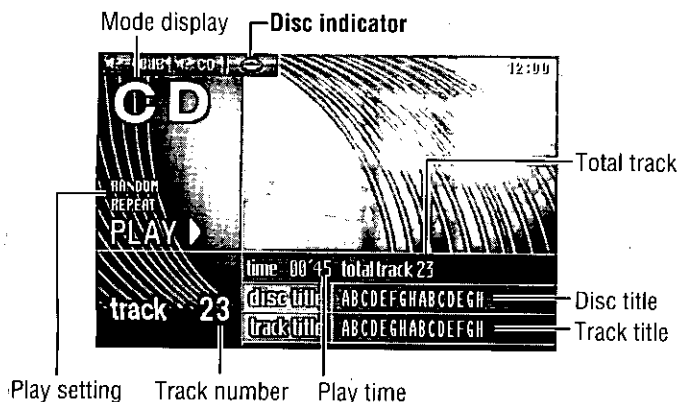 Mode display
Disc indicator
12:00
CD
Total track
RANDOM
REPEAT
PLAY
time 00'45 total track 23
disc title ABCDEFGHABCDEGH
Disc title
track 23
track title ABCDEGHABCDEFGH
Track title
Play setting Track number Play time